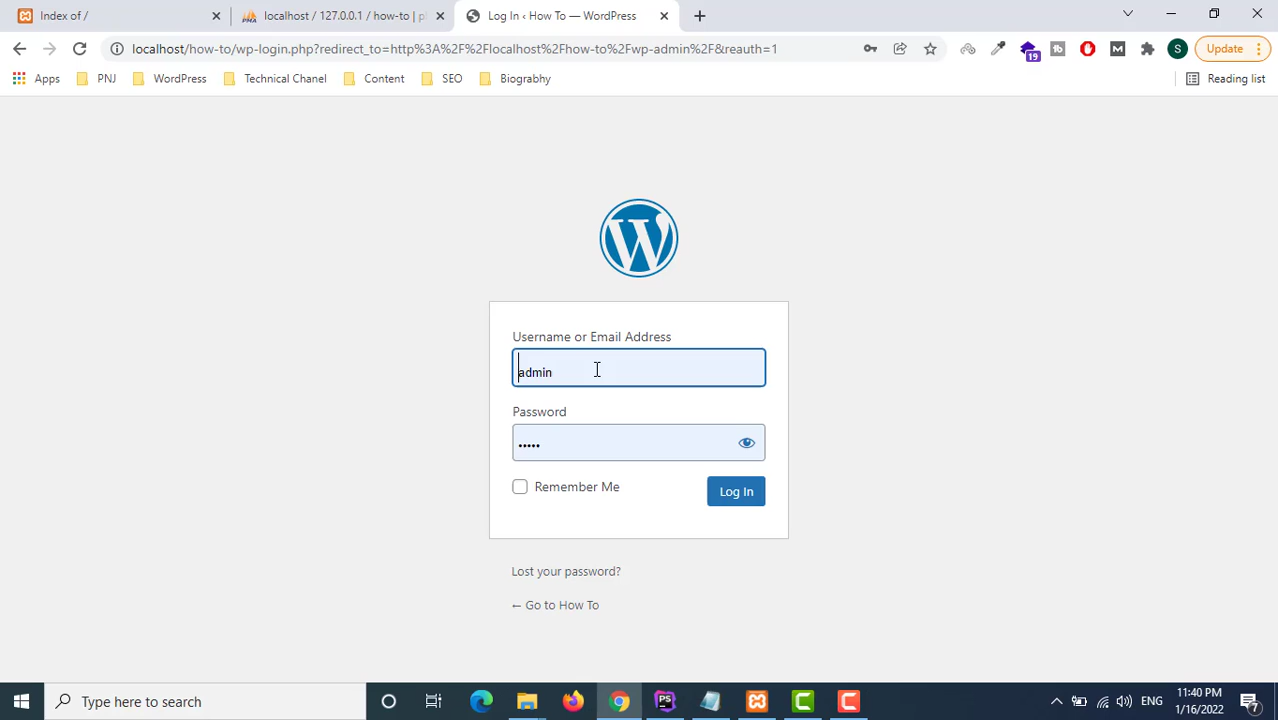 Index of /
localhost / 127.0.0.1 / how-to | p
Log In ‹ How To — WordPress
localhost/how-to/wp-login.php?redirect_to=http%3A%2F%2Flocalhost%2Fhow-to%2Fwp-admin%2F&reauth=1
19
S
Update
Apps
PNJ
WordPress
Technical Chanel
Content
SEO
Biograbhy
Reading list
Username or Email Address
admin
Password
•••••
Remember Me
Log In
Lost your password?
← Go to How To
Type here to search
PS
ENG
11:40 PM
1/16/2022
7